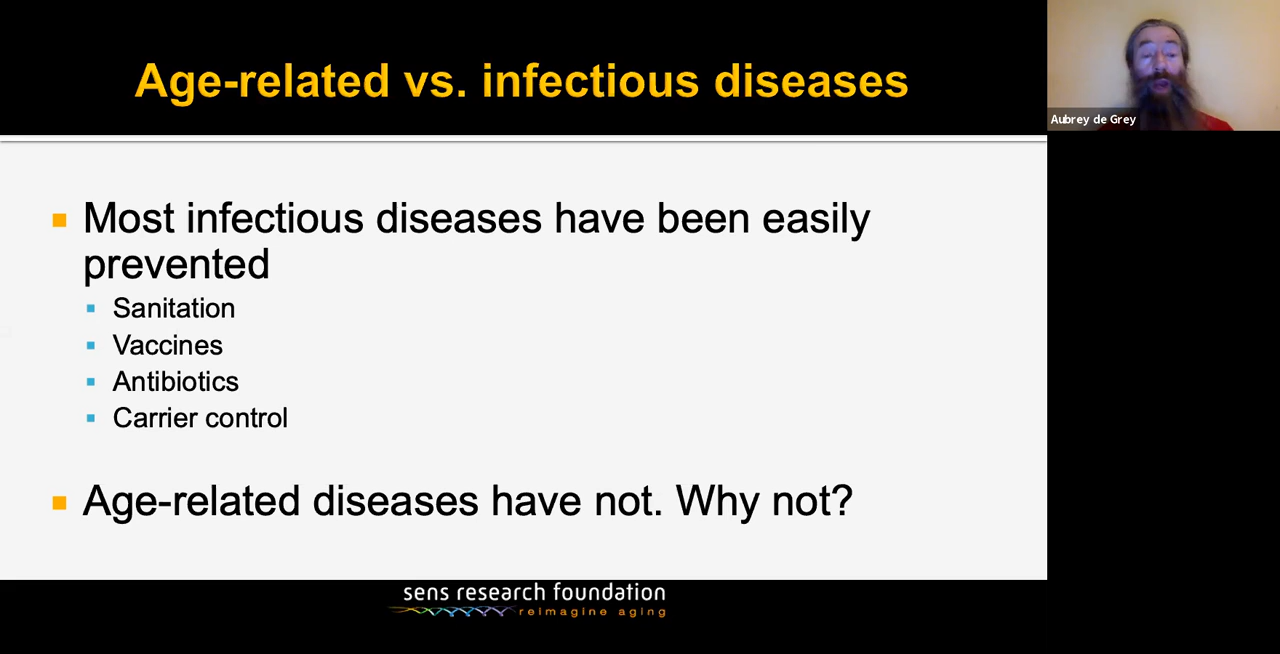 Age-related vs. infectious diseases
Aubrey de Grey
Most infectious diseases have been easily
prevented
Sanitation
Vaccines
Antibiotics
Carrier control
Age-related diseases have not. Why not?
sens research foundation
reimagine aging